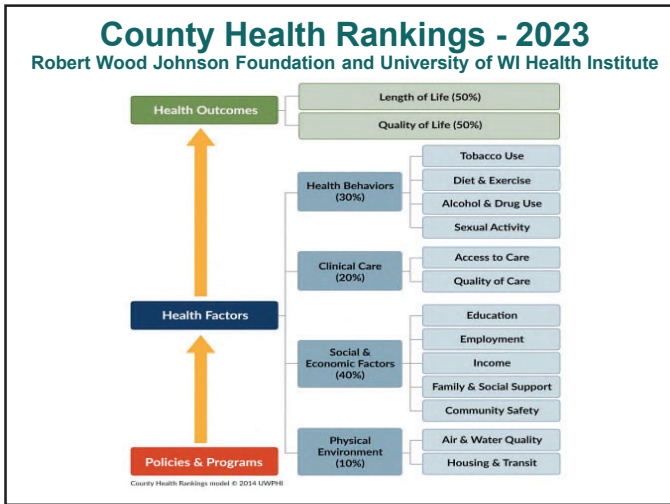 County Health Rankings - 2023
Robert Wood Johnson Foundation and University of WI Health Institute
Health Outcomes
Length of Life (50%)
Quality of Life (50%)
Health Factors
Health Behaviors
(30%)
Tobacco Use
Diet & Exercise
Alcohol & Drug Use
Sexual Activity
Clinical Care
(20%)
Access to Care
Quality of Care
Social &
Economic Factors
(40%)
Education
Employment
Income
Family & Social Support
Community Safety
Physical
Environment
(10%)
Air & Water Quality
Housing & Transit
Policies & Programs
County Health Rankings model © 2014 UWPHI